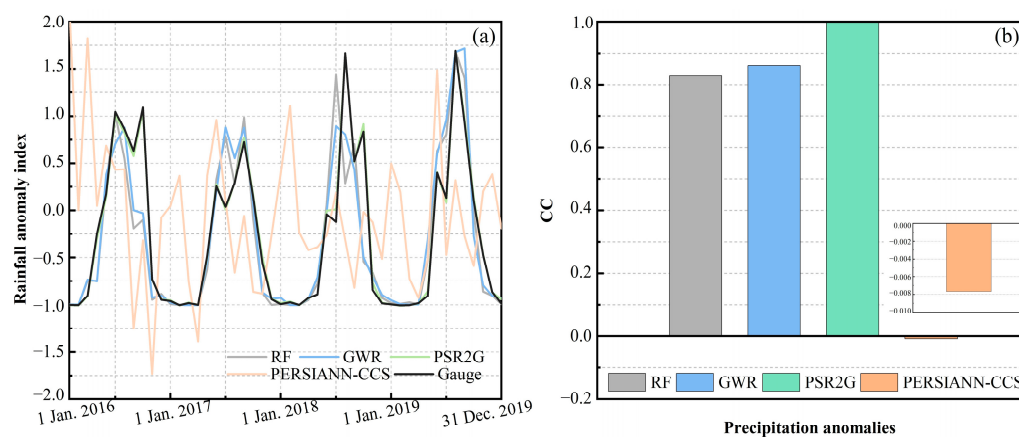 (a)
Rainfall anomaly index
2.0
1.5
1.0
0.5
0.0
−0.5
−1.0
−1.5
−2.0
RF GWR PSR2G
PERSIANN-CCS Gauge
1 Jan. 2016 1 Jan. 2017 1 Jan. 2018 1 Jan. 2019 31 Dec. 2019
(b)
CC
1.0
0.8
0.6
0.4
0.2
0.0
−0.2
0.000
−0.002
−0.004
−0.006
−0.008
−0.010
RF GWR PSR2G PERSIANN-CCS
Precipitation anomalies